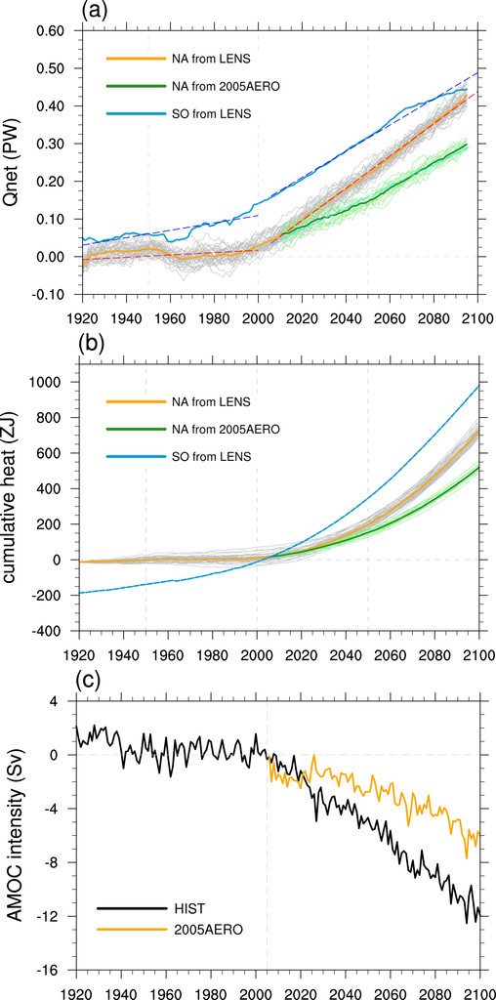 (a)
0.60
0.50
0.40
0.30
0.20
0.10
0.00
-0.10
Qnet (PW)
NA from LENS
NA from 2005AERO
SO from LENS
1920 1940 1960 1980 2000 2020 2040 2060 2080 2100
(b)
1000
800
600
400
200
0
-200
-400
cumulative heat (ZJ)
NA from LENS
NA from 2005AERO
SO from LENS
1920 1940 1960 1980 2000 2020 2040 2060 2080 2100
(c)
4
0
-4
-8
-12
-16
AMOC intensity (Sv)
HIST
2005AERO
1920 1940 1960 1980 2000 2020 2040 2060 2080 2100